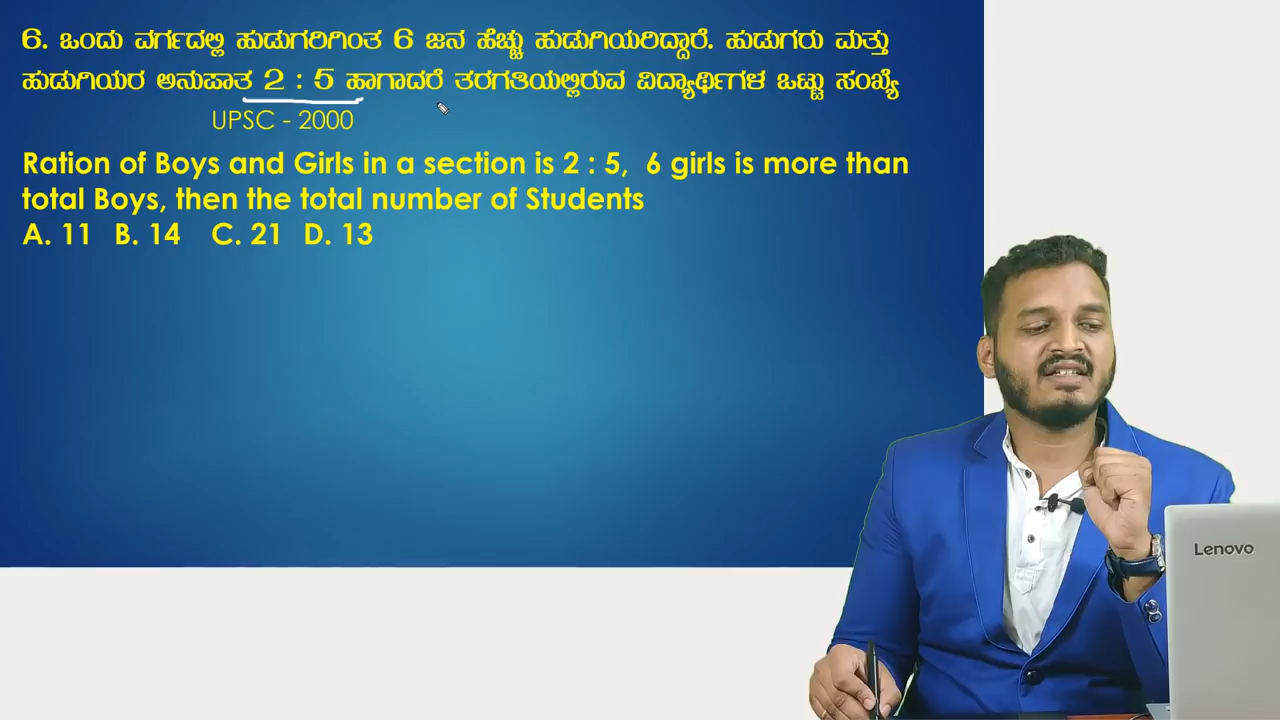 6. ಒಂದು ವರ್ಗದಲ್ಲಿ ಹುಡುಗರಿಗಿಂತ 6 ಜನ ಹೆಚ್ಚು ಹುಡುಗಿಯರಿದ್ದಾರೆ. ಹುಡುಗರು ಮತ್ತು
ಹುಡುಗಿಯರ ಅನುಪಾತ 2 : 5 ಹಾಗಾದರೆ ತರಗತಿಯಲ್ಲಿರುವ ವಿದ್ಯಾರ್ಥಿಗಳ ಒಟ್ಟು ಸಂಖ್ಯೆ
UPSC - 2000
Ration of Boys and Girls in a section is 2 : 5, 6 girls is more than
total Boys, then the total number of Students
A. 11 B. 14 C. 21 D. 13
Lenovo